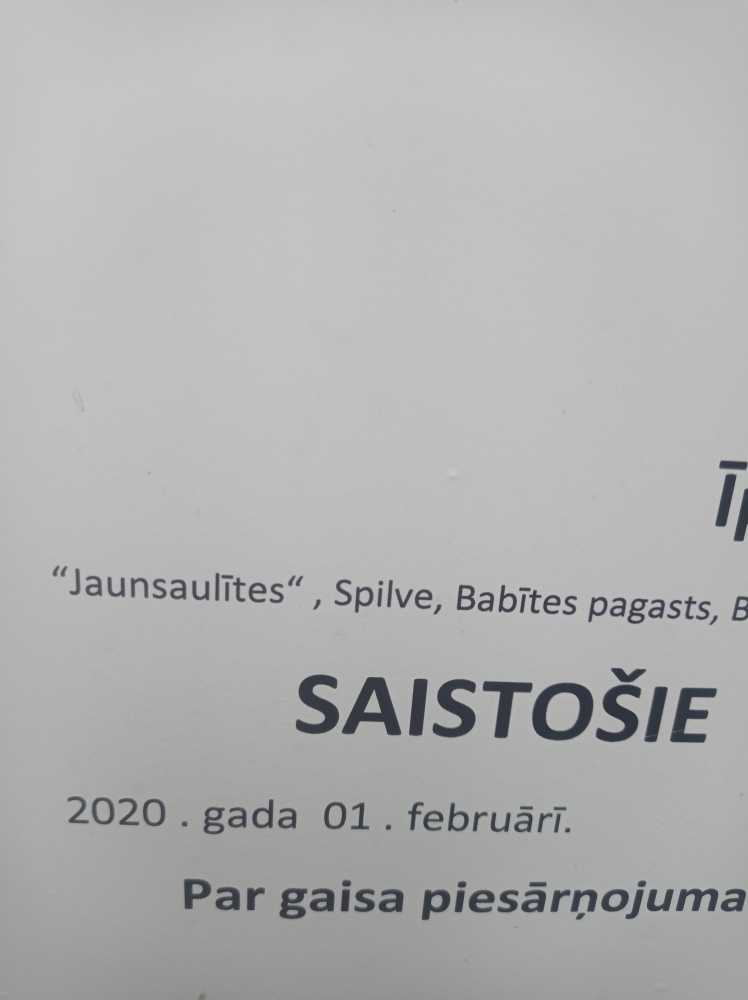 “Jaunsaulītes“ , Spilve, Babītes pagasts,
SAISTOŠIE
2020 . gada 01 . februārī.
Par gaisa piesārņojuma